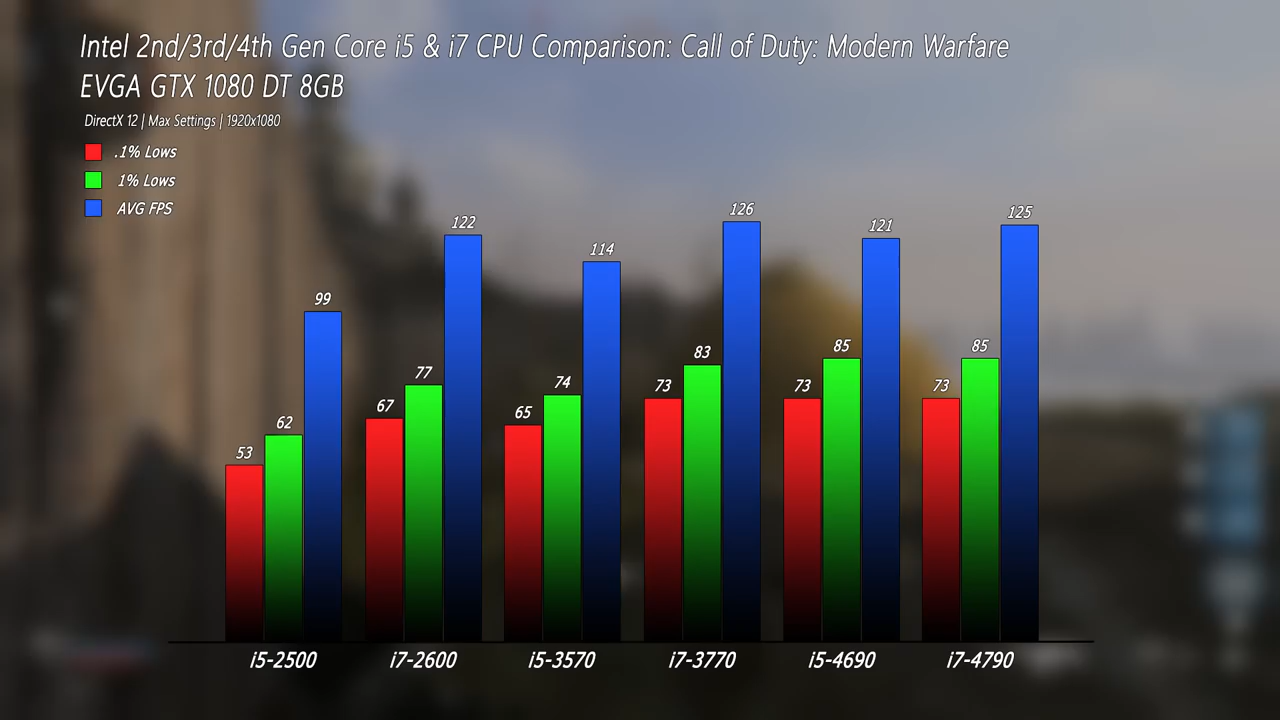 Intel 2nd/3rd/4th Gen Core i5 & i7 CPU Comparison: Call of Duty: Modern Warfare
EVGA GTX 1080 DT 8GB
DirectX 12 | Max Settings | 1920x1080
.1% Lows
1% Lows
AVG FPS
53 62 99
67 77 122
65 74 114
73 83 126
73 85 121
73 85 125
i5-2500 i7-2600 i5-3570 i7-3770 i5-4690 i7-4790